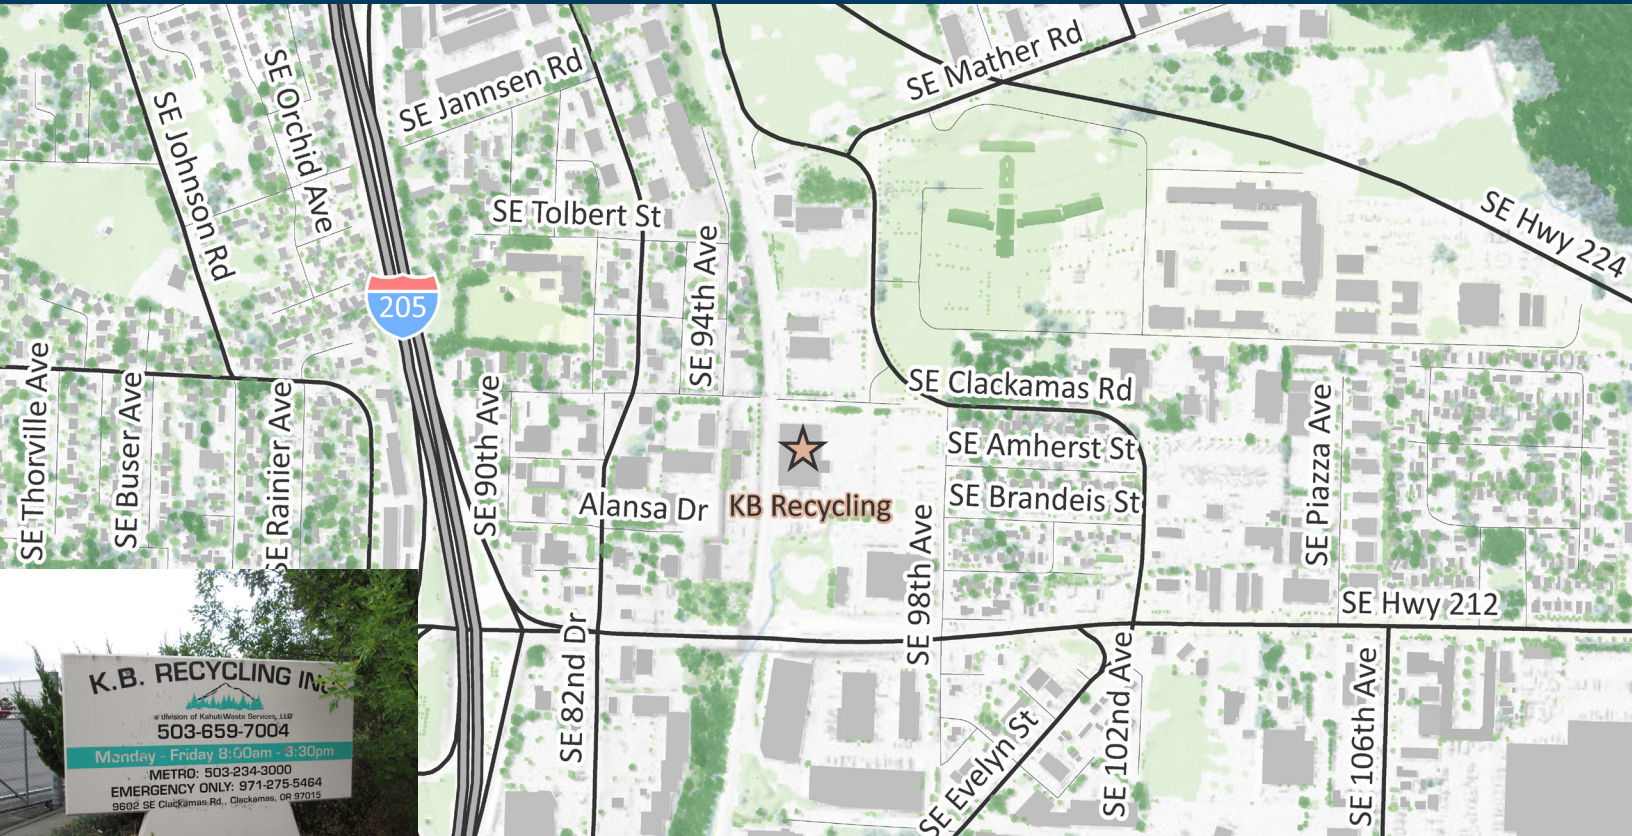 SE Mather Rd
SE Jannsen Rd
SE Orchid Ave
SE Johnson Rd
SE Tolbert St
SE Hwy 224
SE 94th Ave
205
SE Thorville Ave
SE Buser Ave
SE Rainier Ave
SE 90th Ave
SE Clackamas Rd
SE Amherst St
SE Piazza Ave
Alansa Dr
KB Recycling
SE Brandeis St
SE 98th Ave
SE Hwy 212
SE 82nd Dr
SE Evelyn St
SE 102nd Ave
SE 106th Ave
K.B. RECYCLING INC
a division of Kahut Waste Services, LLC
503-659-7004
Monday - Friday 8:00am - 3:30pm
METRO: 503-234-3000
EMERGENCY ONLY: 971-275-5464
9602 SE Clackamas Rd., Clackamas, OR 97015